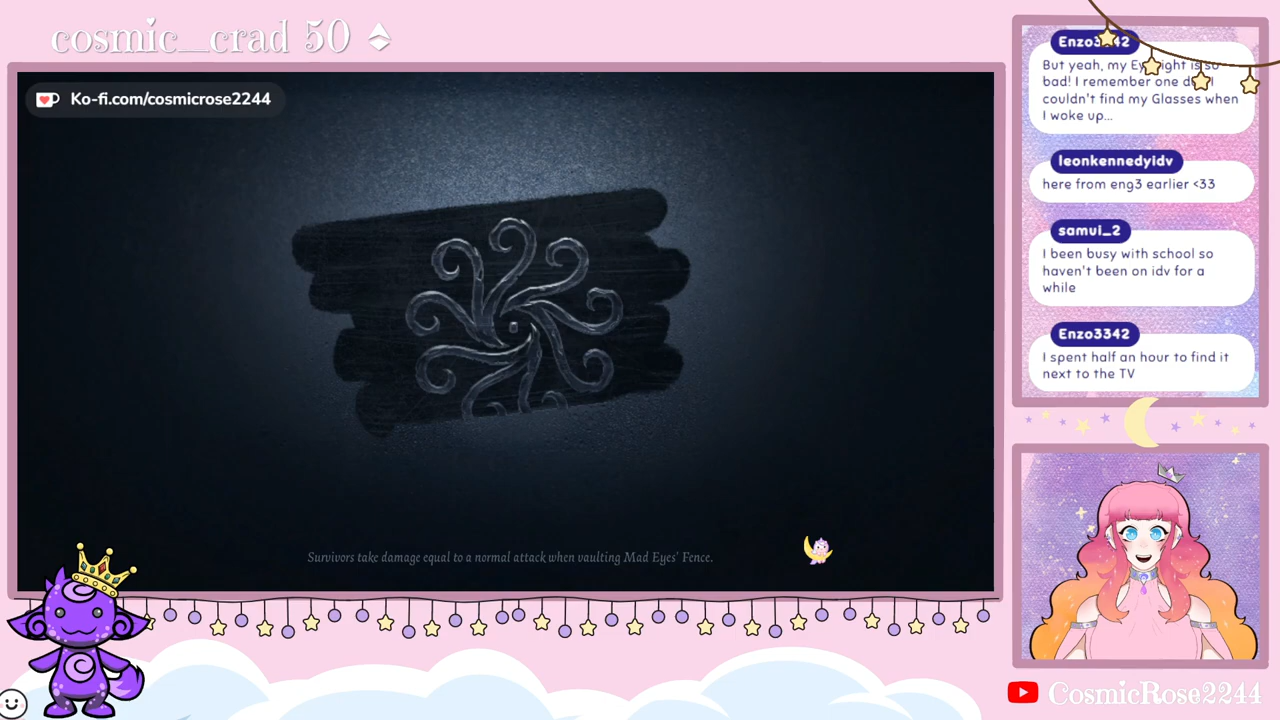 cosmic_crad 50
Ko-fi.com/cosmicrose2244
Survivors take damage equal to a normal attack when vaulting Mad Eyes' Fence.
Enzo3342
But yeah, my Eyesight is so
bad! I remember one day I
couldn't find my Glasses when
I woke up...
leonkennedyidv
here from eng3 earlier <33
samui_2
I been busy with school so
haven't been on idv for a
while
Enzo3342
I spent half an hour to find it
next to the TV
CosmicRose2244